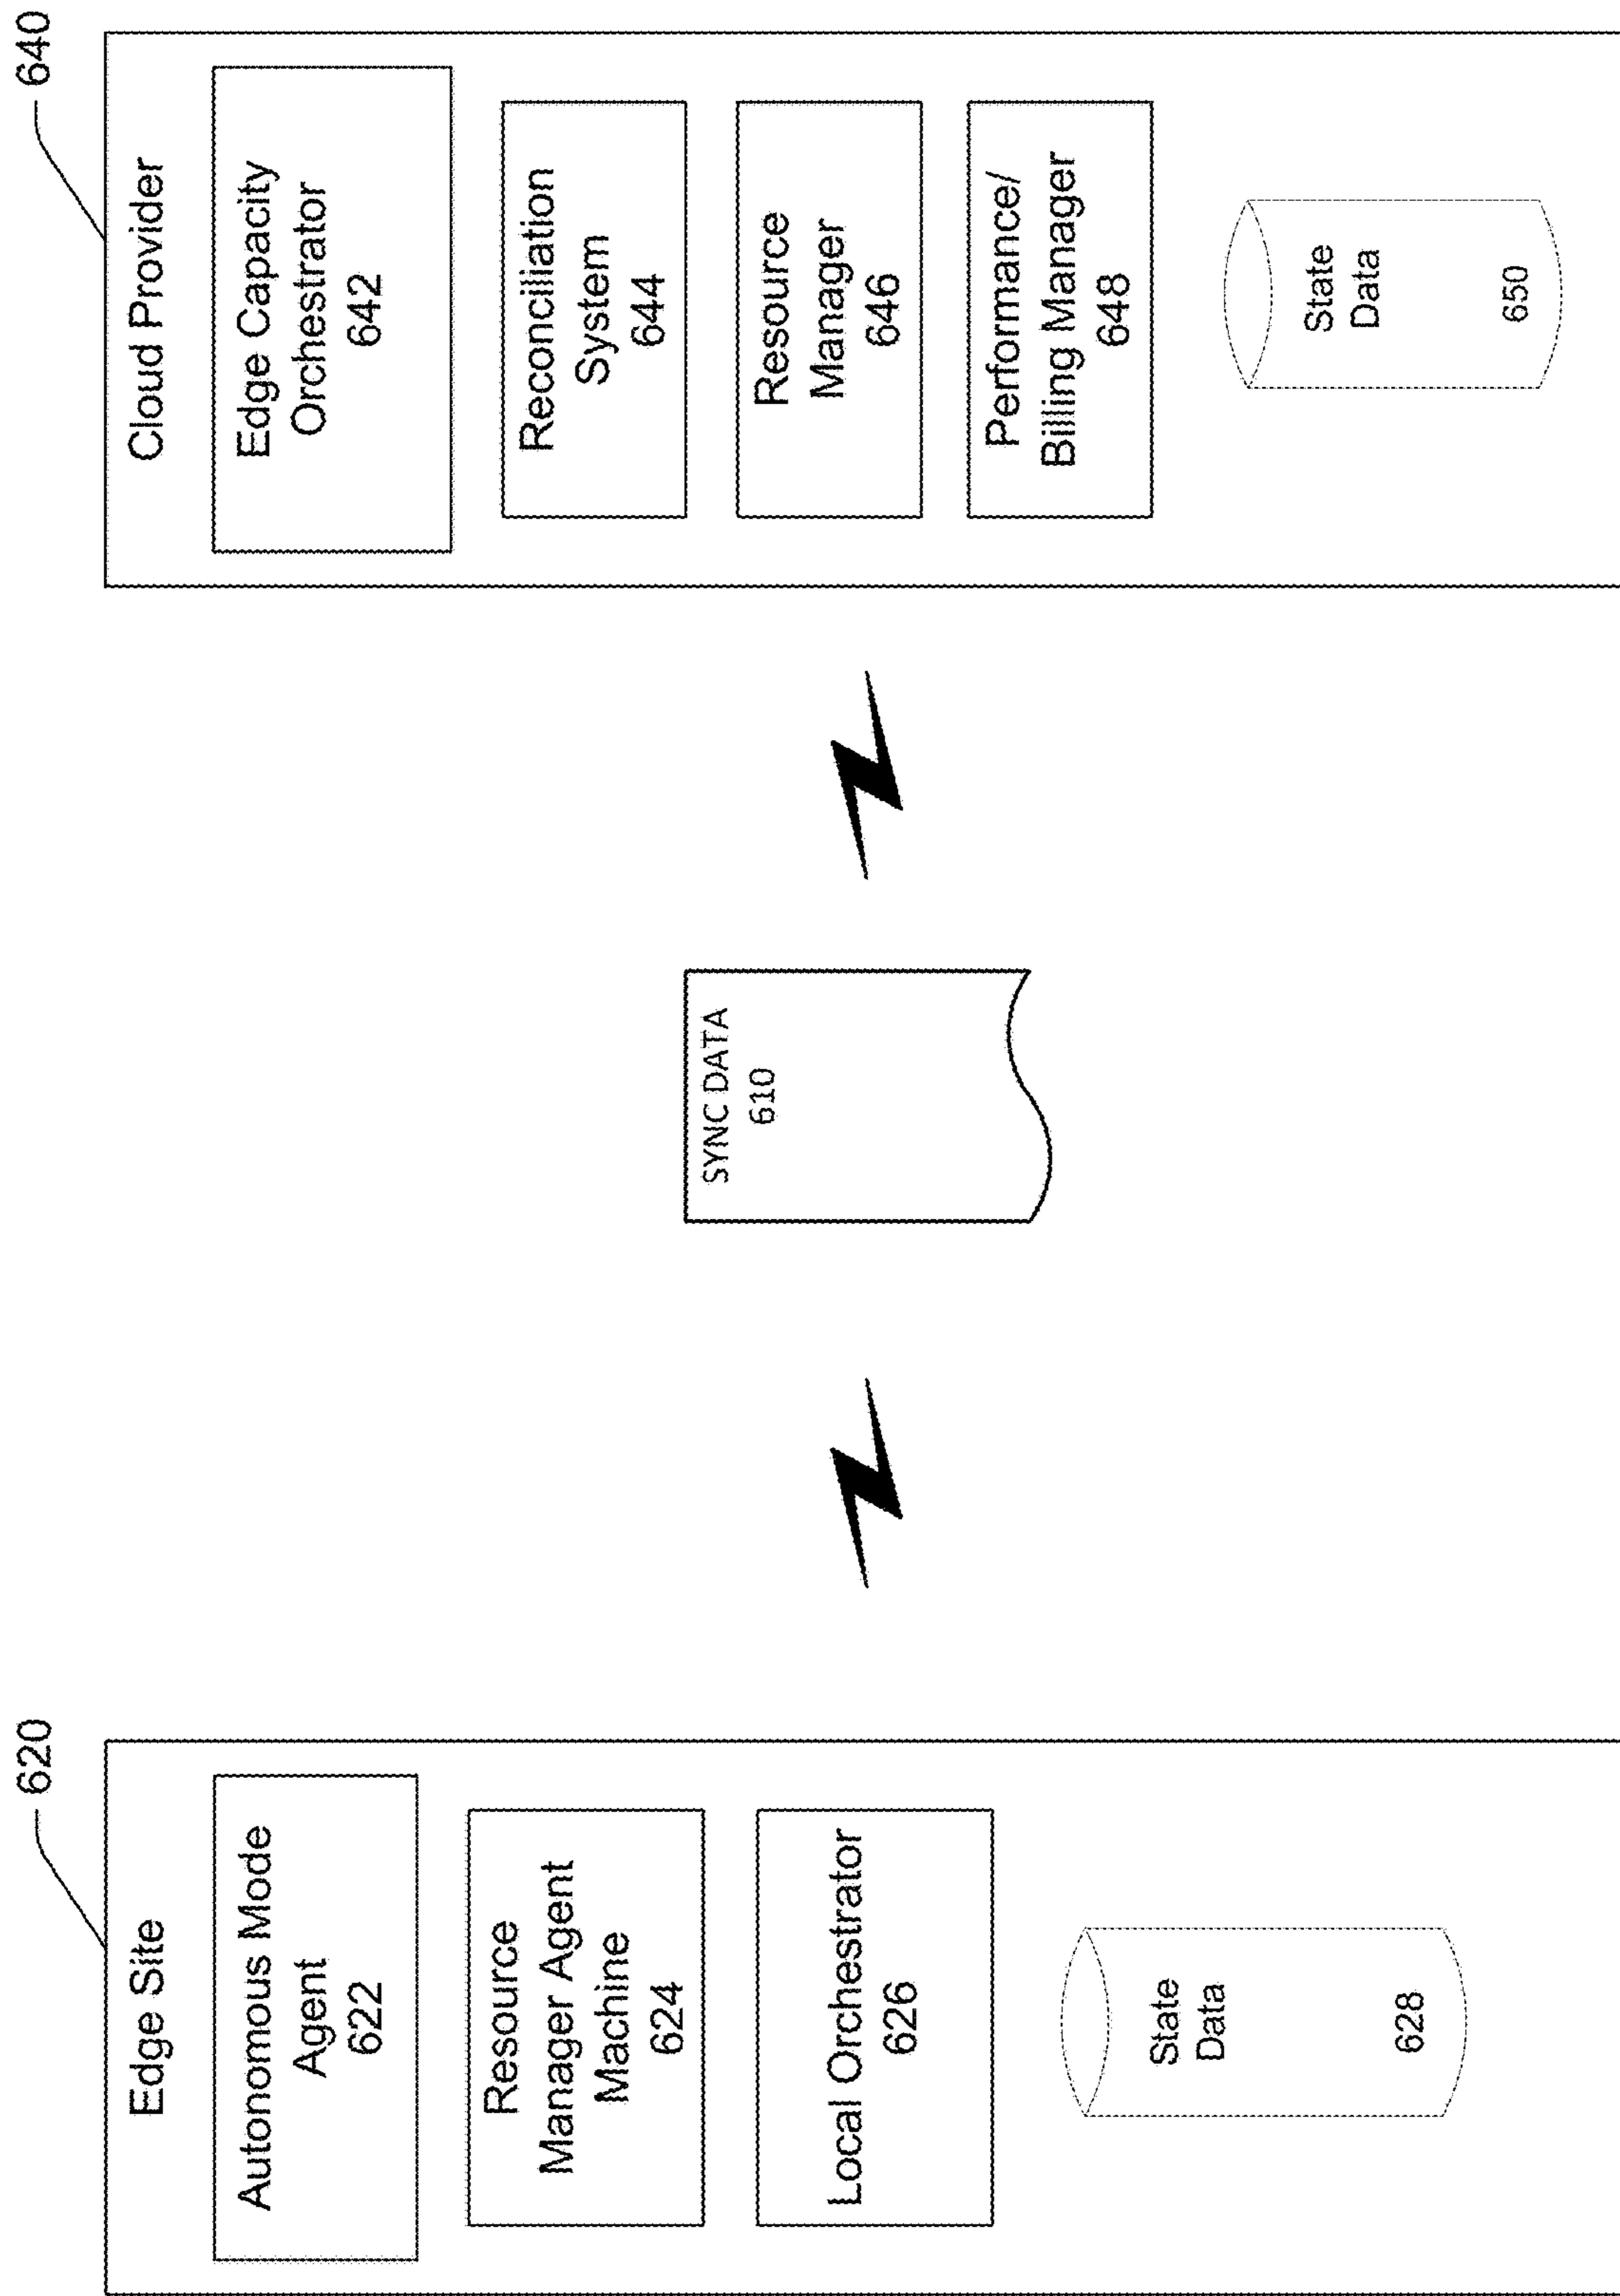 620
Edge Site
Autonomous Mode
Agent
622
Resource
Manager Agent
Machine
624
Local Orchestrator
626
State
Data
628
SYNC DATA
610
640
Cloud Provider
Edge Capacity
Orchestrator
642
Reconciliation
System
644
Resource
Manager
646
Performance/
Billing Manager
648
State
Data
650